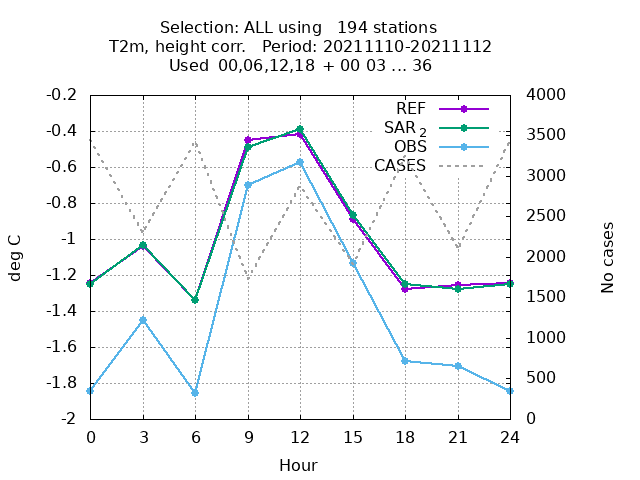 Selection: ALL using   194 stations
T2m, height corr.   Period: 20211110-20211112
Used  00,06,12,18  + 00 03 ... 36
-0.2
-0.4
-0.6
-0.8
-1
-1.2
-1.4
-1.6
-1.8
-2
deg C
REF
SAR 2
OBS
CASES
4000
3500
3000
2500
2000
1500
1000
500
0
No cases
0 3 6 9 12 15 18 21 24
Hour